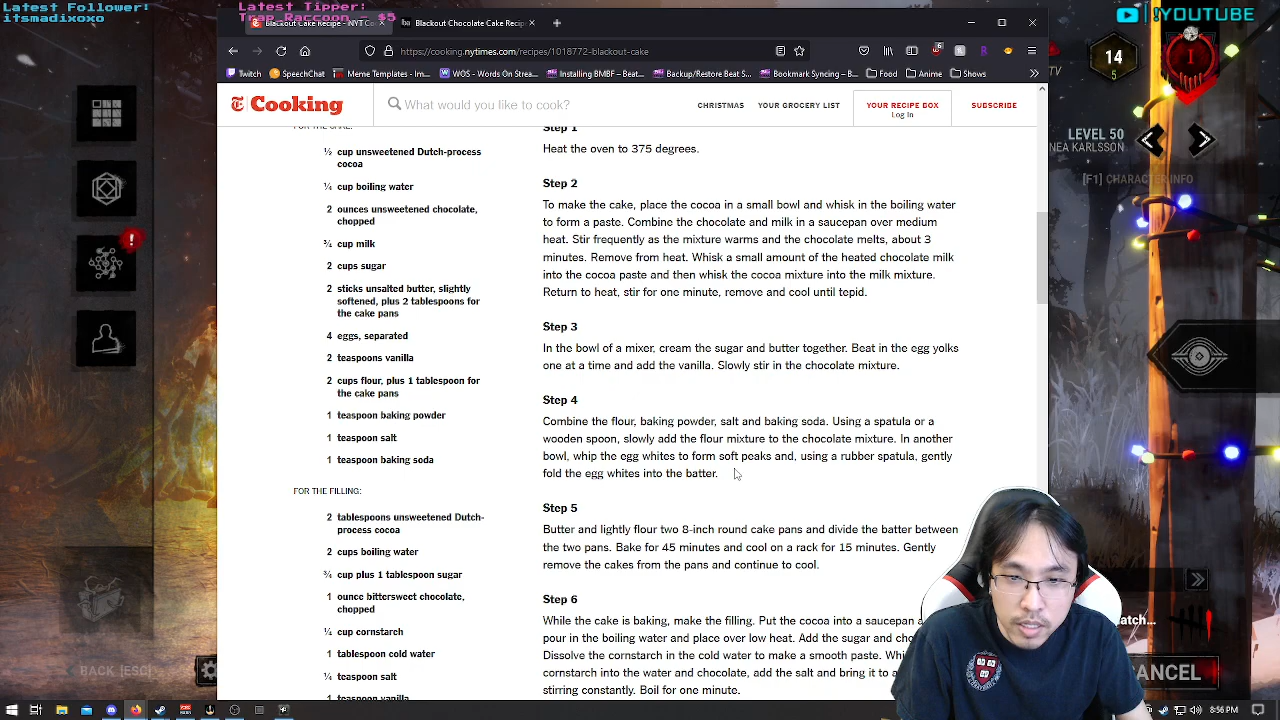 Latest Follower:
itsmaozor
Latest Tipper:
Trap_Raccoon: $5
Blackout Cake Recipe - NYT Co
Blackout Chocolate Cake Recip
https://cooking.nytimes.com/recipes/1016772-blackout-cake
Twitch
SpeechChat
Meme Templates - Im...
WOS - Words On Strea...
Installing BMBF - Beat...
Backup/Restore Beat S...
Bookmark Syncing - B...
Food
Anime
Shows
!YOUTUBE
Cooking
What would you like to cook?
CHRISTMAS
YOUR GROCERY LIST
YOUR RECIPE BOX
Log In
SUBSCRIBE
FOR THE CAKE:
½ cup unsweetened Dutch-process
cocoa
¼ cup boiling water
2 ounces unsweetened chocolate,
chopped
¾ cup milk
2 cups sugar
2 sticks unsalted butter, slightly
softened, plus 2 tablespoons for
the cake pans
4 eggs, separated
2 teaspoons vanilla
2 cups flour, plus 1 tablespoon for
the cake pans
1 teaspoon baking powder
1 teaspoon salt
1 teaspoon baking soda
FOR THE FILLING:
2 tablespoons unsweetened Dutch-
process cocoa
2 cups boiling water
¾ cup plus 1 tablespoon sugar
1 ounce bittersweet chocolate,
chopped
¼ cup cornstarch
1 tablespoon cold water
¼ teaspoon salt
1 teaspoon vanilla
Step 1
Heat the oven to 375 degrees.
Step 2
To make the cake, place the cocoa in a small bowl and whisk in the boiling water
to form a paste. Combine the chocolate and milk in a saucepan over medium
heat. Stir frequently as the mixture warms and the chocolate melts, about 3
minutes. Remove from heat. Whisk a small amount of the heated chocolate milk
into the cocoa paste and then whisk the cocoa mixture into the milk mixture.
Return to heat, stir for one minute, remove and cool until tepid.
Step 3
In the bowl of a mixer, cream the sugar and butter together. Beat in the egg yolks
one at a time and add the vanilla. Slowly stir in the chocolate mixture.
Step 4
Combine the flour, baking powder, salt and baking soda. Using a spatula or a
wooden spoon, slowly add the flour mixture to the chocolate mixture. In another
bowl, whip the egg whites to form soft peaks and, using a rubber spatula, gently
fold the egg whites into the batter.
Step 5
Butter and lightly flour two 8-inch round cake pans and divide the batter between
the two pans. Bake for 45 minutes and cool on a rack for 15 minutes. Gently
remove the cakes from the pans and continue to cool.
Step 6
While the cake is baking, make the filling. Put the cocoa in a saucepan
pour in the boiling water and place over low heat. Add the sugar and
Dissolve the cornstarch in the cold water to make a smooth paste.
cornstarch into the water and chocolate, add the salt and bring it to a
stirring constantly. Boil for one minute.
TV
14
5
I
LEVEL 50
NEA KARLSSON
[F1] CHARACTER INFO
atch...
ANCEL
BACK [ESC]
8:56 PM